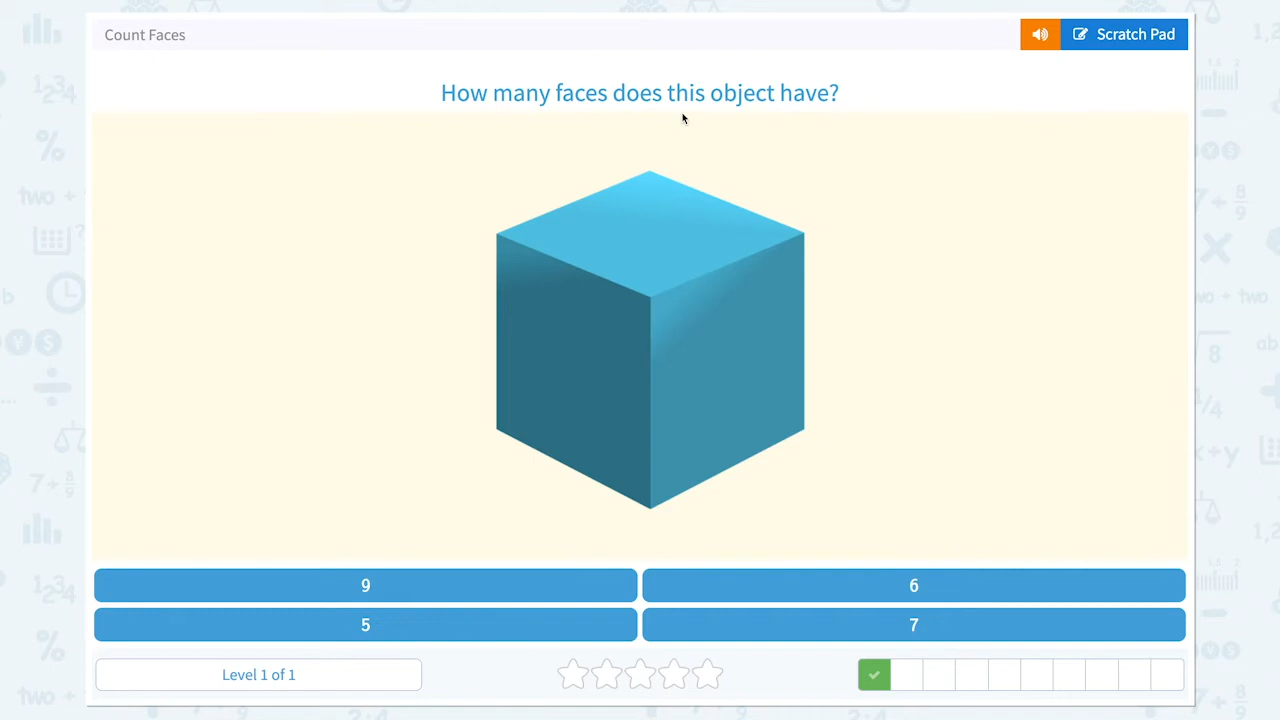 Count Faces
Scratch Pad
How many faces does this object have?
9
6
5
7
Level 1 of 1